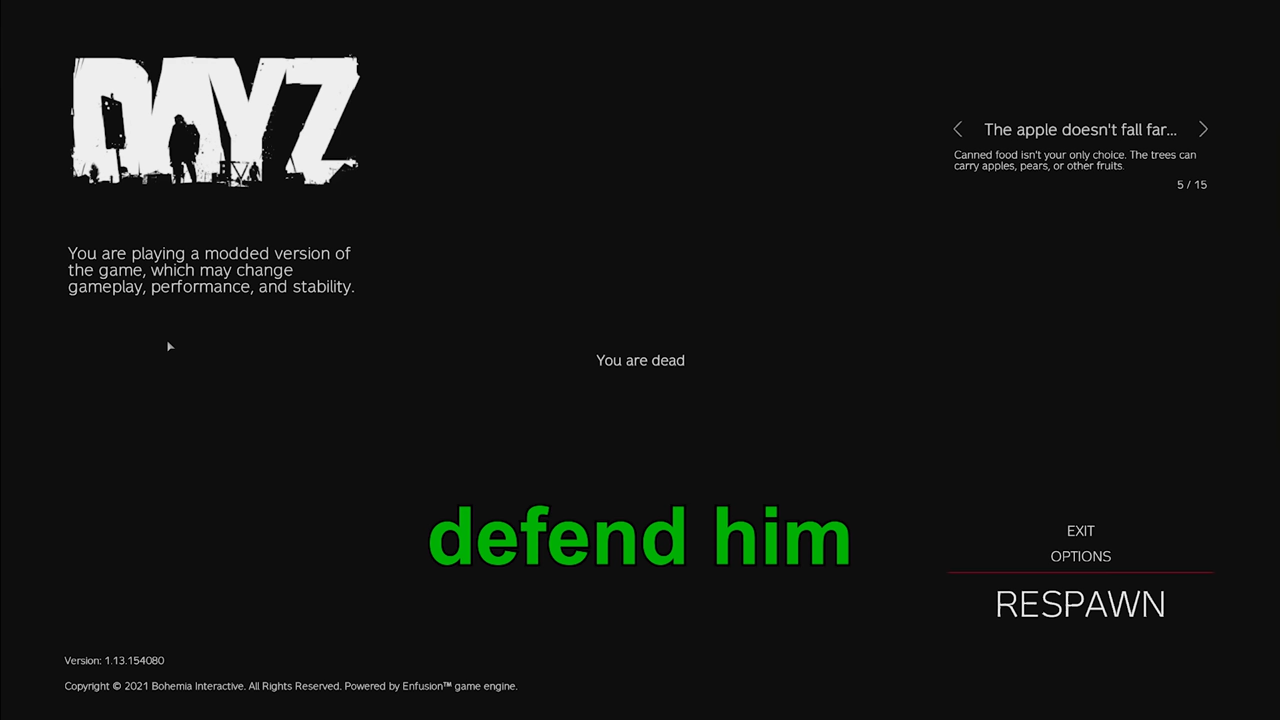 DAYZ
The apple doesn't fall far...
Canned food isn't your only choice. The trees can
carry apples, pears, or other fruits.
5 / 15
You are playing a modded version of
the game, which may change
gameplay, performance, and stability.
You are dead
defend him
EXIT
OPTIONS
RESPAWN
Version: 1.13.154080
Copyright © 2021 Bohemia Interactive. All Rights Reserved. Powered by Enfusion™ game engine.